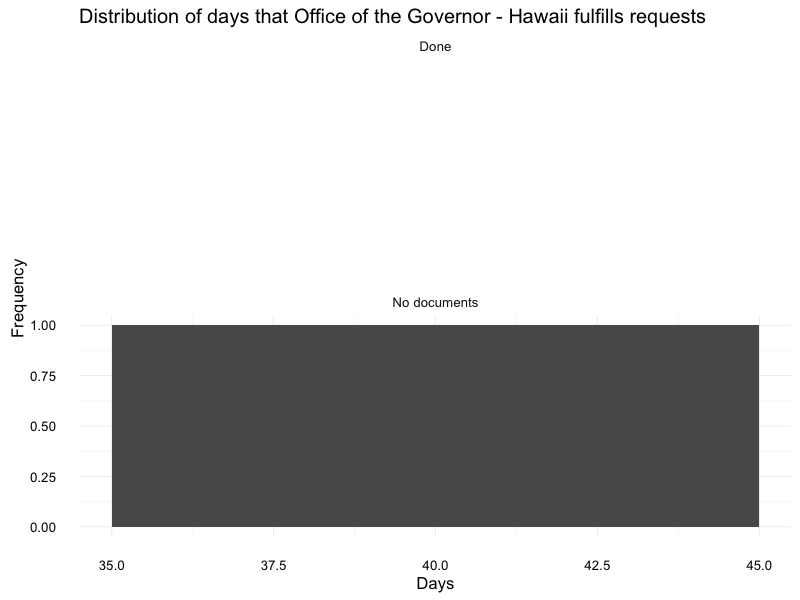 Distribution of days that Office of the Governor - Hawaii fulfills requests
Done
No documents
Frequency
1.00
0.75
0.50
0.25
0.00
35.0 37.5 40.0 42.5 45.0
Days